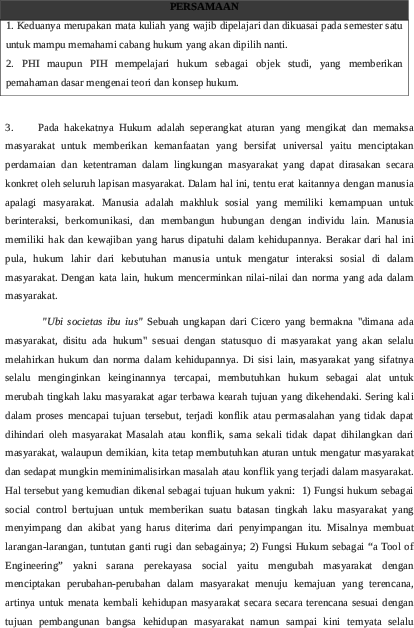 PERSAMAAN
1. Keduanya merupakan mata kuliah yang wajib dipelajari dan dikuasai pada semester satu
untuk mampu memahami cabang hukum yang akan dipilih nanti.
2. PHI maupun PIH mempelajari hukum sebagai objek studi, yang memberikan
pemahaman dasar mengenai teori dan konsep hukum.
3. Pada hakekatnya Hukum adalah seperangkat aturan yang mengikat dan memaksa
masyarakat untuk memberikan kemanfaatan yang bersifat universal yaitu menciptakan
perdamaian dan ketentraman dalam lingkungan masyarakat yang dapat dirasakan secara
konkret oleh seluruh lapisan masyarakat. Dalam hal ini, tentu erat kaitannya dengan manusia
apalagi masyarakat. Manusia adalah makhluk sosial yang memiliki kemampuan untuk
berinteraksi, berkomunikasi, dan membangun hubungan dengan individu lain. Manusia
memiliki hak dan kewajiban yang harus dipatuhi dalam kehidupannya. Berakar dari hal ini
pula, hukum lahir dari kebutuhan manusia untuk mengatur interaksi sosial di dalam
masyarakat. Dengan kata lain, hukum mencerminkan nilai-nilai dan norma yang ada dalam
masyarakat.
"Ubi societas ibu ius" Sebuah ungkapan dari Cicero yang bermakna "dimana ada
masyarakat, disitu ada hukum" sesuai dengan statusquo di masyarakat yang akan selalu
melahirkan hukum dan norma dalam kehidupannya. Di sisi lain, masyarakat yang sifatnya
selalu menginginkan keinginannya tercapai, membutuhkan hukum sebagai alat untuk
merubah tingkah laku masyarakat agar terbawa kearah tujuan yang dikehendaki. Sering kali
dalam proses mencapai tujuan tersebut, terjadi konflik atau permasalahan yang tidak dapat
dihindari oleh masyarakat Masalah atau konflik, sama sekali tidak dapat dihilangkan dari
masyarakat, walaupun demikian, kita tetap membutuhkan aturan untuk mengatur masyarakat
dan sedapat mungkin meminimalisirkan masalah atau konflik yang terjadi dalam masyarakat.
Hal tersebut yang kemudian dikenal sebagai tujuan hukum yakni: 1) Fungsi hukum sebagai
social control bertujuan untuk memberikan suatu batasan tingkah laku masyarakat yang
menyimpang dan akibat yang harus diterima dari penyimpangan itu. Misalnya membuat
larangan-larangan, tuntutan ganti rugi dan sebagainya; 2) Fungsi Hukum sebagai “a Tool of
Engineering” yakni sarana perekayasa social yaitu mengubah masyarakat dengan
menciptakan perubahan-perubahan dalam masyarakat menuju kemajuan yang terencana,
artinya untuk menata kembali kehidupan masyarakat secara secara terencana sesuai dengan
tujuan pembangunan bangsa kehidupan masyarakat namun sampai kini ternyata selalu